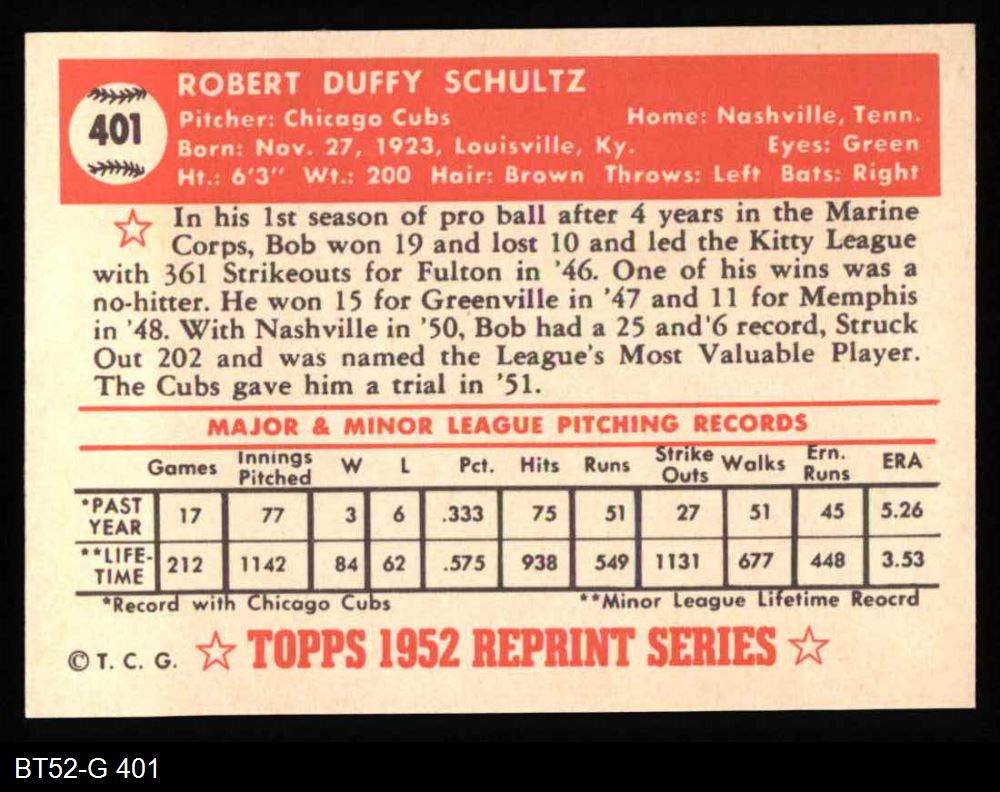 401
ROBERT DUFFY SCHULTZ
Pitcher: Chicago Cubs Home: Nashville, Tenn.
Born: Nov. 27, 1923, Louisville, Ky. Eyes: Green
Ht.: 6'3" Wt.: 200 Hair: Brown Throws: Left Bats: Right
In his 1st season of pro ball after 4 years in the Marine
Corps, Bob won 19 and lost 10 and led the Kitty League
with 361 Strikeouts for Fulton in '46. One of his wins was a
no-hitter. He won 15 for Greenville in '47 and 11 for Memphis
in '48. With Nashville in '50, Bob had a 25 and'6 record, Struck
Out 202 and was named the League's Most Valuable Player.
The Cubs gave him a trial in '51.
MAJOR & MINOR LEAGUE PITCHING RECORDS
Games Innings Pitched W L Pct. Hits Runs Strike Outs Walks Ern. Runs ERA
*PAST YEAR 17 77 3 6 .333 75 51 27 51 45 5.26
**LIFE-TIME 212 1142 84 62 .575 938 549 1131 677 448 3.53
*Record with Chicago Cubs **Minor League Lifetime Reocrd
© T. C. G. TOPPS 1952 REPRINT SERIES
BT52-G 401